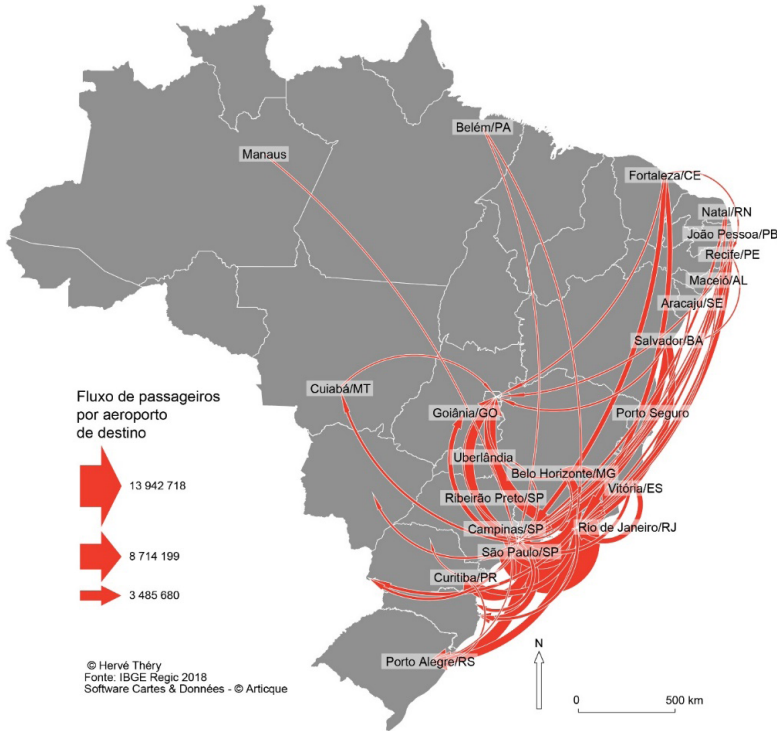 Belém/PA
Manaus
Fortaleza/CE
Natal/RN
João Pessoa/PB
Recife/PE
Maceió/AL
Aracaju/SE
Salvador/BA
Cuiabá/MT
Goiânia/GO
Porto Seguro
Uberlândia
Belo Horizonte/MG
Vitória/ES
Ribeirão Preto/SP
Campinas/SP
Rio de Janeiro/RJ
São Paulo/SP
Curitiba/PR
Porto Alegre/RS
Fluxo de passageiros
por aeroporto
de destino
13 942 718
8 714 199
3 485 680
© Hervé Théry
Fonte: IBGE Regic 2018
Software Cartes & Données - © Articque
N
0 500 km